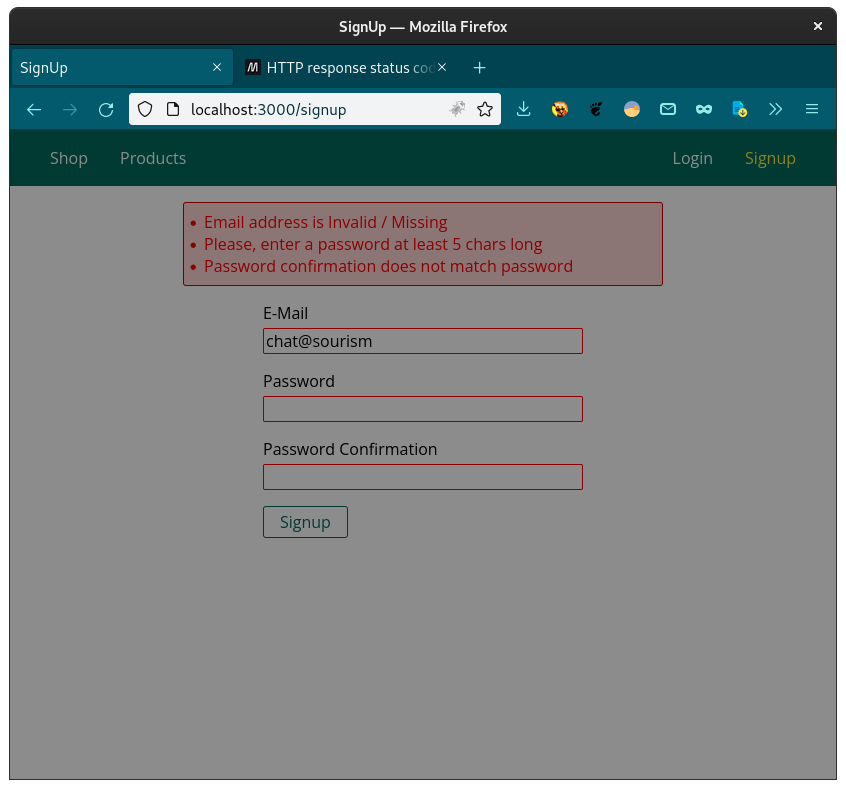 SignUp — Mozilla Firefox
SignUp
HTTP response status co
localhost:3000/signup
Shop Products Login Signup
Email address is Invalid / Missing
Please, enter a password at least 5 chars long
Password confirmation does not match password
E-Mail
chat@sourism
Password
Password Confirmation
Signup